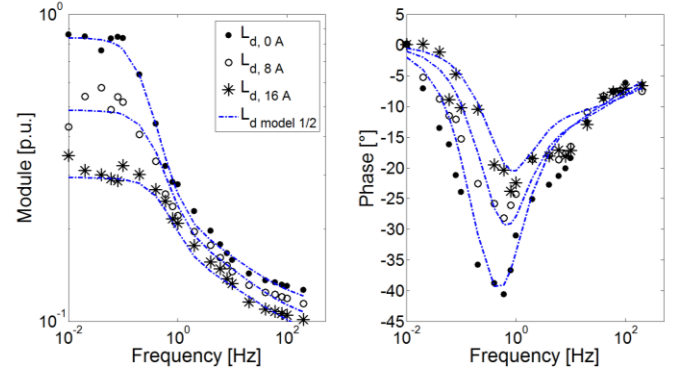 10^0
10^-1
Module [p.u.]
10^-2
10^0
10^2
Frequency [Hz]
L_d, 0 A
L_d, 8 A
L_d, 16 A
L_d model 1/2
5
0
-5
-10
-15
-20
-25
-30
-35
-40
-45
Phase [°]
10^-2
10^0
10^2
Frequency [Hz]